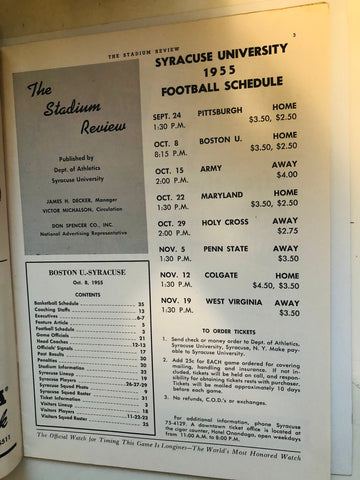 THE STADIUM REVIEW
3
The
Stadium
Review
Published by
Dept. of Athletics
Syracuse University
JAMES H. DECKER, Manager
VICTOR MICHALSON, Circulation
DON SPENCER CO., INC.
National Advertising Representative
SYRACUSE UNIVERSITY
1955
FOOTBALL SCHEDULE
SEPT. 24 PITTSBURGH HOME
1:30 P.M. $3.50, $2.50
OCT. 8 BOSTON U. HOME
8:15 P.M. $3.50, $2.50
OCT. 15 ARMY AWAY
2:00 P.M. $4.00
OCT. 22 MARYLAND HOME
1:30 P.M. $3.50, $2.50
OCT. 29 HOLY CROSS AWAY
2:00 P.M. $2.75
NOV. 5 PENN STATE AWAY
1:30 P.M. $3.50
NOV. 12 COLGATE HOME
1:30 P.M. $4.50, $3.50
NOV. 19 WEST VIRGINIA AWAY
1:30 P.M. $3.50
BOSTON U.-SYRACUSE
Oct. 8, 1955
CONTENTS
Basketball Schedule 25
Coaching Staffs 13
Executives 6-7
Feature Article 5
Football Schedule 3
Game Officials
Head Coaches
Officials' Signals
Past Results
Penalties
Stadium Information
Syracuse Lineup
Syracuse Players
Syracuse Squad Photo
Syracuse Squad Roster
Ticket Information
Visitors Lineup
Visitors Players
Visitors Squad Roster 25
TO ORDER TICKETS
1. Send check or money order to Dept. of Athletics,
Syracuse University, Syracuse, N. Y. Make payable
to Syracuse University.
2. Add 25c for EACH game ordered for covering
mailing, handling and insurance. If not included,
tickets will be held on roll, and responsibility
for obtaining tickets rests with purchaser.
Tickets will be mailed approximately 10 days
before each game.
3. No refunds, C.O.D.'s or exchanges.
For additional information, phone Syracuse
75-4129. A downtown ticket office is located at
the cigar counter, Hotel Onondaga, open weekdays
from 11:00 A.M. to 8:00 P.M.
The Official Watch for Timing This Game Is Longines—The World's Most Honored Watch
5511